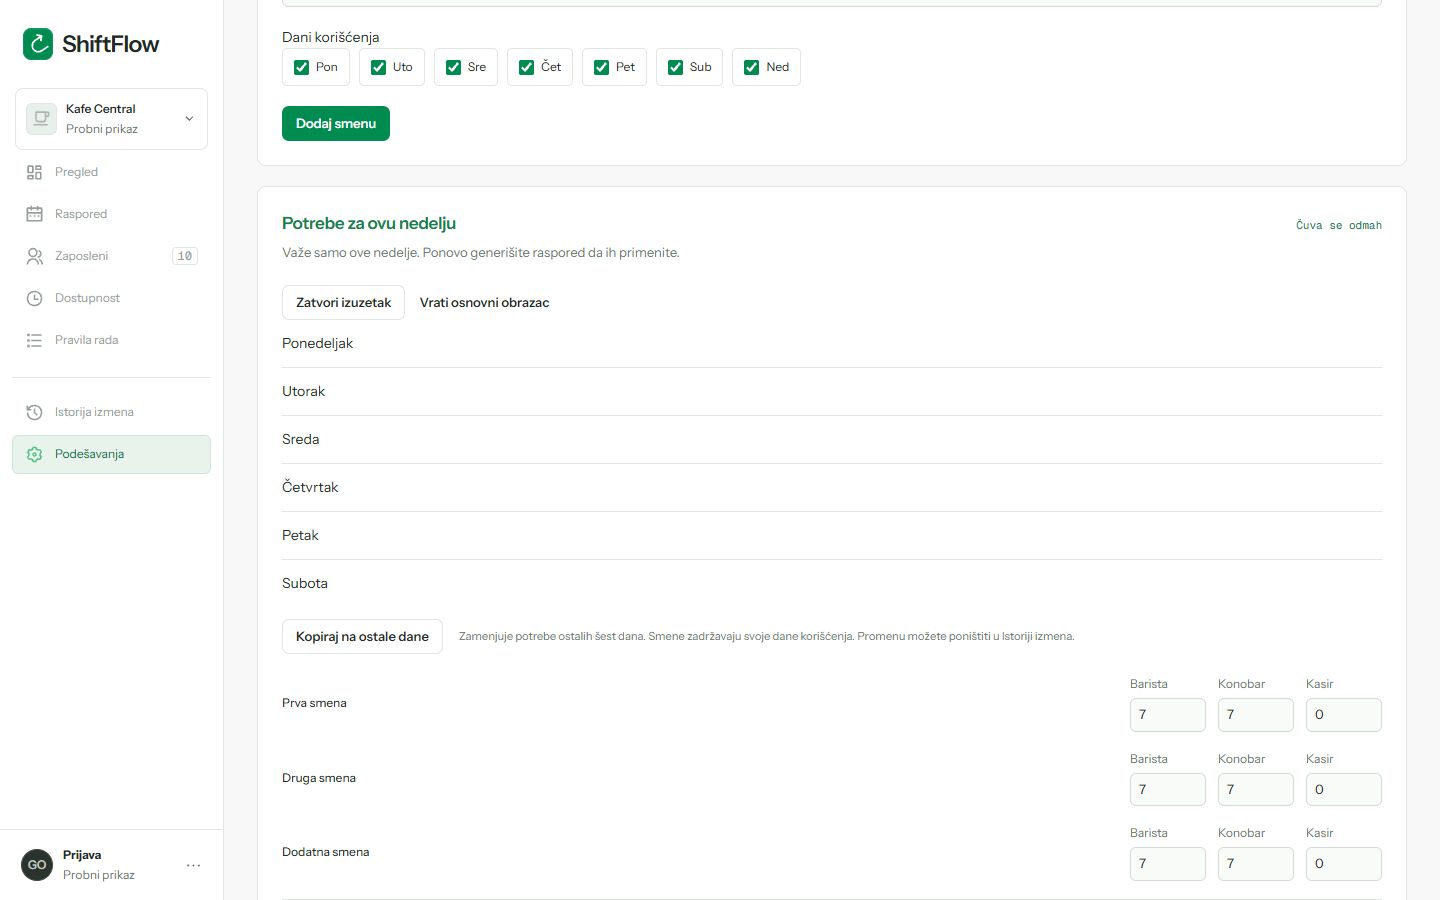 ShiftFlow
Kafe Central
Probni prikaz
Pregled
Raspored
Zaposleni 10
Dostupnost
Pravila rada
Istorija izmena
Podešavanja
GO
Prijava
Probni prikaz
Dani korišćenja
Pon Uto Sre Čet Pet Sub Ned
Dodaj smenu
Potrebe za ovu nedelju
Čuva se odmah
Važe samo ove nedelje. Ponovo generišite raspored da ih primenite.
Zatvori izuzetak Vrati osnovni obrazac
Ponedeljak
Utorak
Sreda
Četvrtak
Petak
Subota
Kopiraj na ostale dane Zamenjuje potrebe ostalih šest dana. Smene zadržavaju svoje dane korišćenja. Promenu možete poništiti u Istoriji izmena.
Barista Konobar Kasir
Prva smena 7 7 0
Barista Konobar Kasir
Druga smena 7 7 0
Barista Konobar Kasir
Dodatna smena 7 7 0